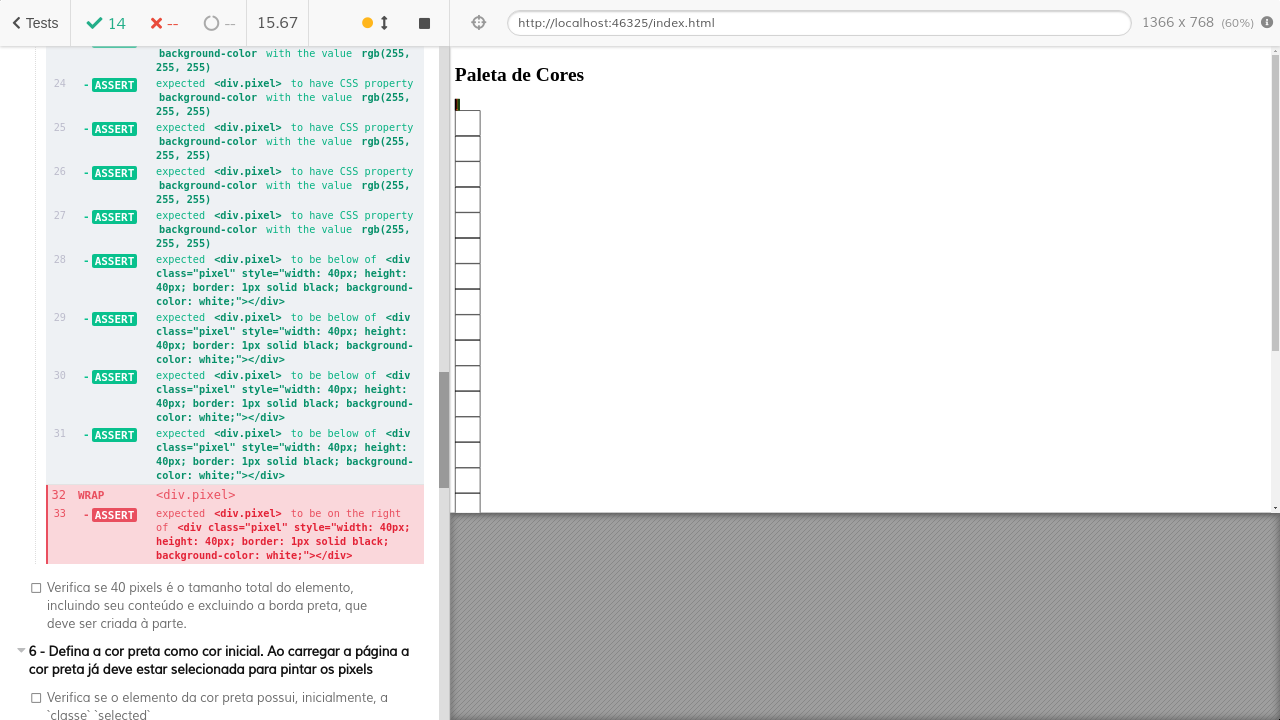 Tests
14
--
--
15.67
http://localhost:46325/index.html
1366 x 768 (60%)
background-color with the value rgb(255,
255, 255)
24 - ASSERT expected <div.pixel> to have CSS property
background-color with the value rgb(255,
255, 255)
25 - ASSERT expected <div.pixel> to have CSS property
background-color with the value rgb(255,
255, 255)
26 - ASSERT expected <div.pixel> to have CSS property
background-color with the value rgb(255,
255, 255)
27 - ASSERT expected <div.pixel> to have CSS property
background-color with the value rgb(255,
255, 255)
28 - ASSERT expected <div.pixel> to be below of <div
class="pixel" style="width: 40px; height:
40px; border: 1px solid black; background-
color: white;"></div>
29 - ASSERT expected <div.pixel> to be below of <div
class="pixel" style="width: 40px; height:
40px; border: 1px solid black; background-
color: white;"></div>
30 - ASSERT expected <div.pixel> to be below of <div
class="pixel" style="width: 40px; height:
40px; border: 1px solid black; background-
color: white;"></div>
31 - ASSERT expected <div.pixel> to be below of <div
class="pixel" style="width: 40px; height:
40px; border: 1px solid black; background-
color: white;"></div>
32 WRAP <div.pixel>
33 - ASSERT expected <div.pixel> to be on the right
of <div class="pixel" style="width: 40px;
height: 40px; border: 1px solid black;
background-color: white;"></div>
Verifica se 40 pixels é o tamanho total do elemento,
incluindo seu conteúdo e excluindo a borda preta, que
deve ser criada à parte.
6 - Defina a cor preta como cor inicial. Ao carregar a página a
cor preta já deve estar selecionada para pintar os pixels
Verifica se o elemento da cor preta possui, inicialmente, a
`classe` `selected`
Paleta de Cores